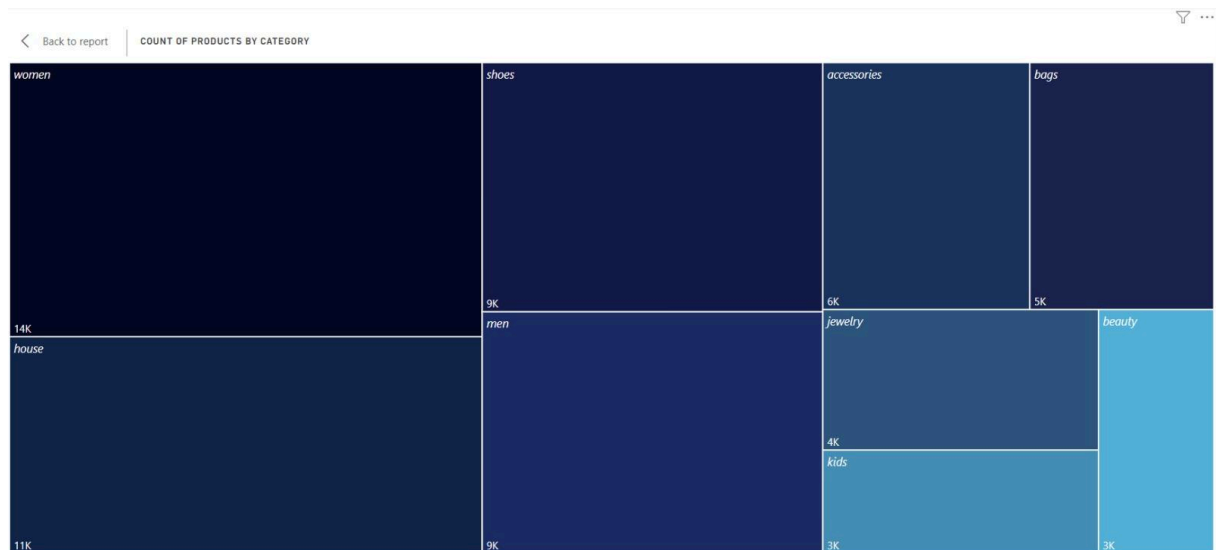 Back to report
COUNT OF PRODUCTS BY CATEGORY
women
14K
house
11K
shoes
9K
men
9K
accessories
6K
bags
5K
jewelry
4K
kids
3K
beauty
3K